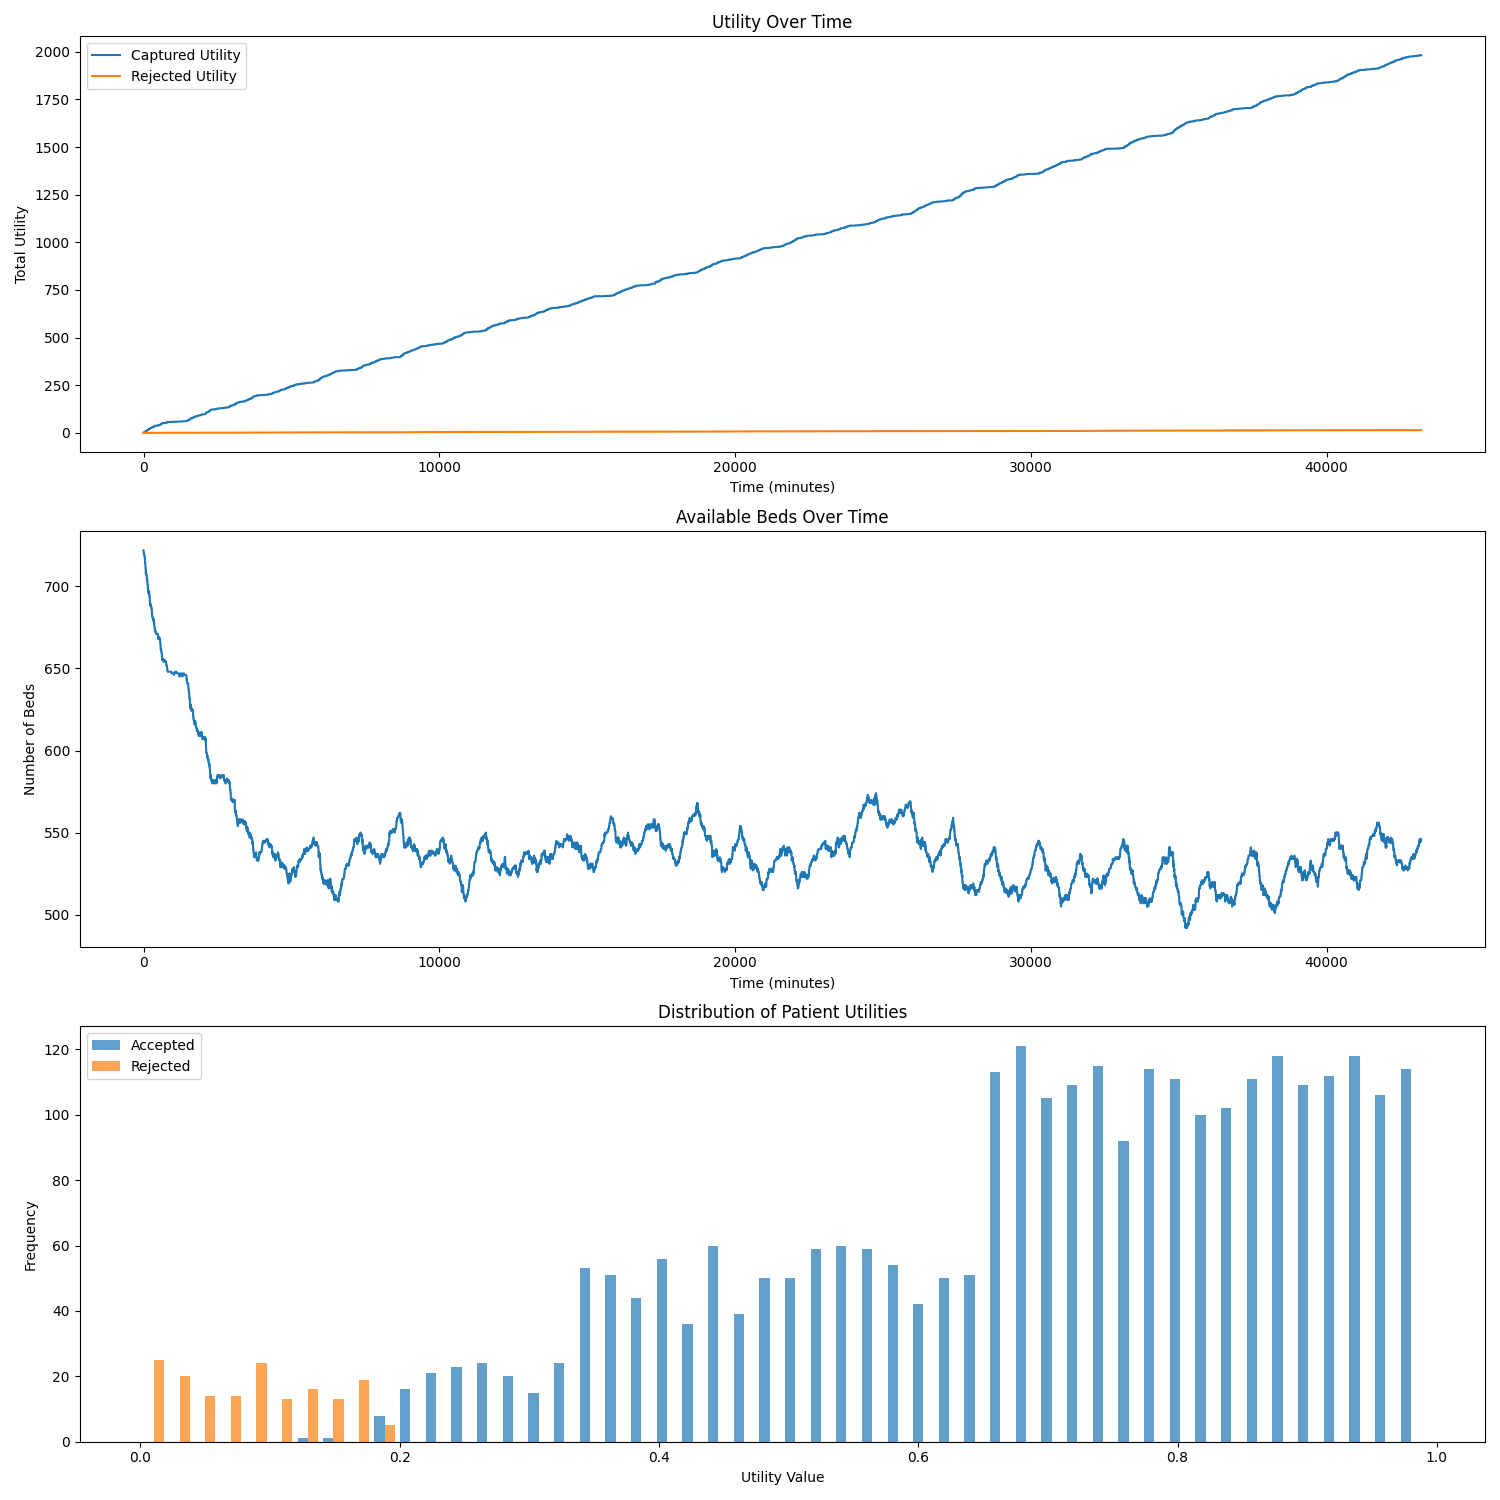 Utility Over Time
Captured Utility
Rejected Utility
2000
1750
1500
1250
1000
750
500
250
0
Total Utility
0 10000 20000 30000 40000
Time (minutes)
Available Beds Over Time
700
650
600
550
500
Number of Beds
0 10000 20000 30000 40000
Time (minutes)
Distribution of Patient Utilities
Accepted
Rejected
120
100
80
60
40
20
0
Frequency
0.0 0.2 0.4 0.6 0.8 1.0
Utility Value